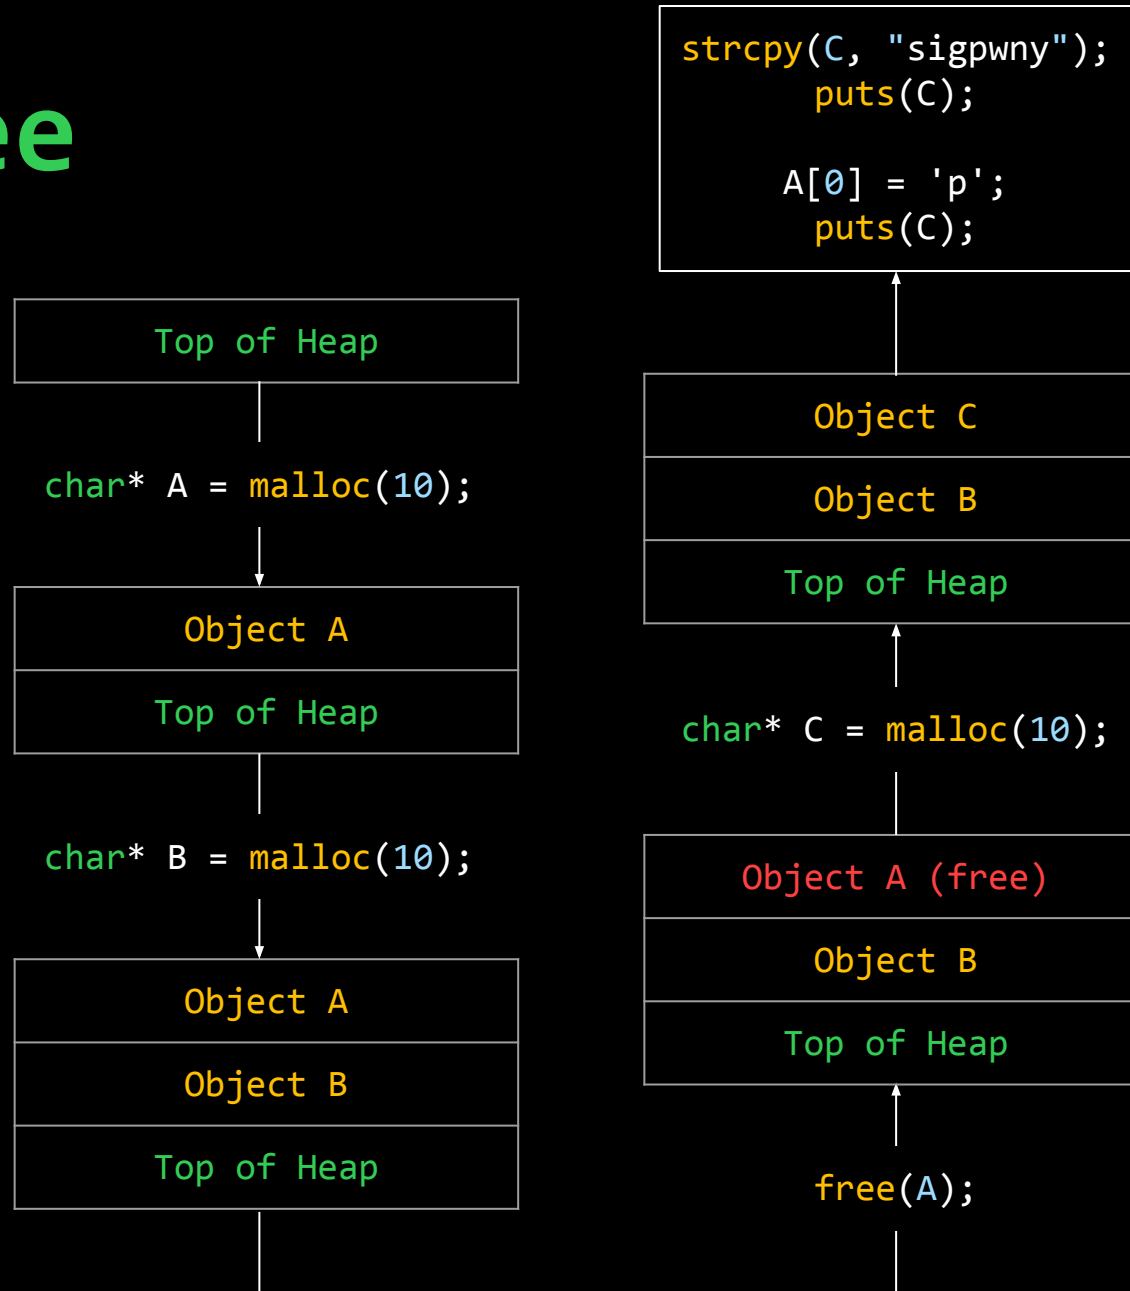 ee
Top of Heap
char* A = malloc(10);
Object A
Top of Heap
char* B = malloc(10);
Object A
Object B
Top of Heap
free(A);
Object A (free)
Object B
Top of Heap
char* C = malloc(10);
Object C
Object B
Top of Heap
strcpy(C, "sigpwny");
puts(C);
A[0] = 'p';
puts(C);